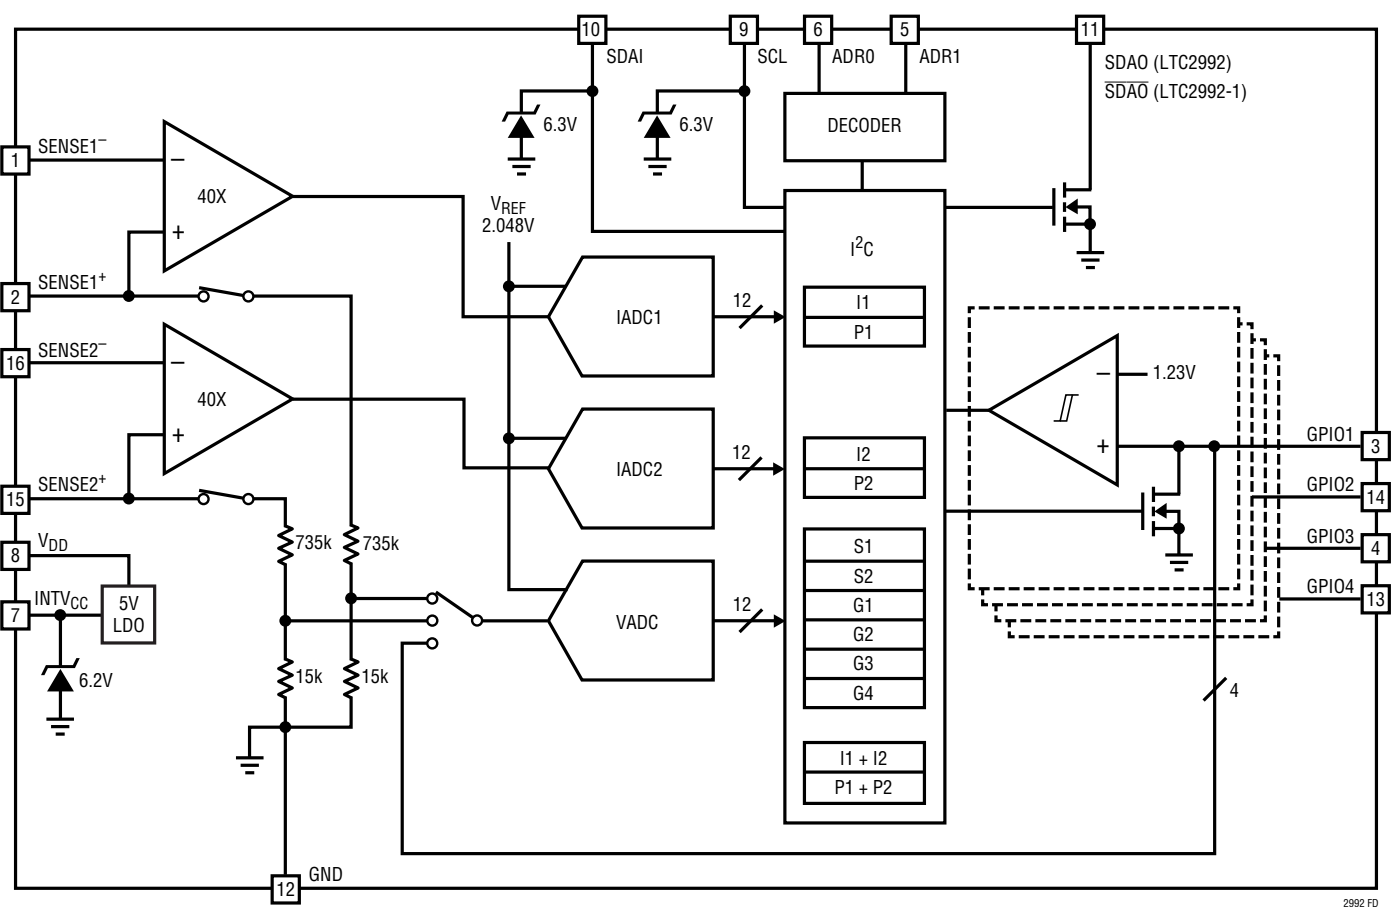 10
9
6
5
11
SDAI
SCL
ADR0
ADR1
SDAO (LTC2992)
SDAO (LTC2992-1)
6.3V
6.3V
DECODER
1
SENSE1–
–
40X
+
VREF
2.048V
I2C
2
SENSE1+
IADC1
12
I1
P1
16
SENSE2–
–
40X
+
–
1.23V
+
IADC2
12
I2
P2
GPIO1
3
15
SENSE2+
GPIO2
14
8
VDD
735k
735k
S1
S2
G1
G2
G3
G4
GPIO3
4
7
INTVCC
5V
LDO
VADC
12
GPIO4
13
6.2V
15k
15k
4
I1 + I2
P1 + P2
12
GND
2992 FD